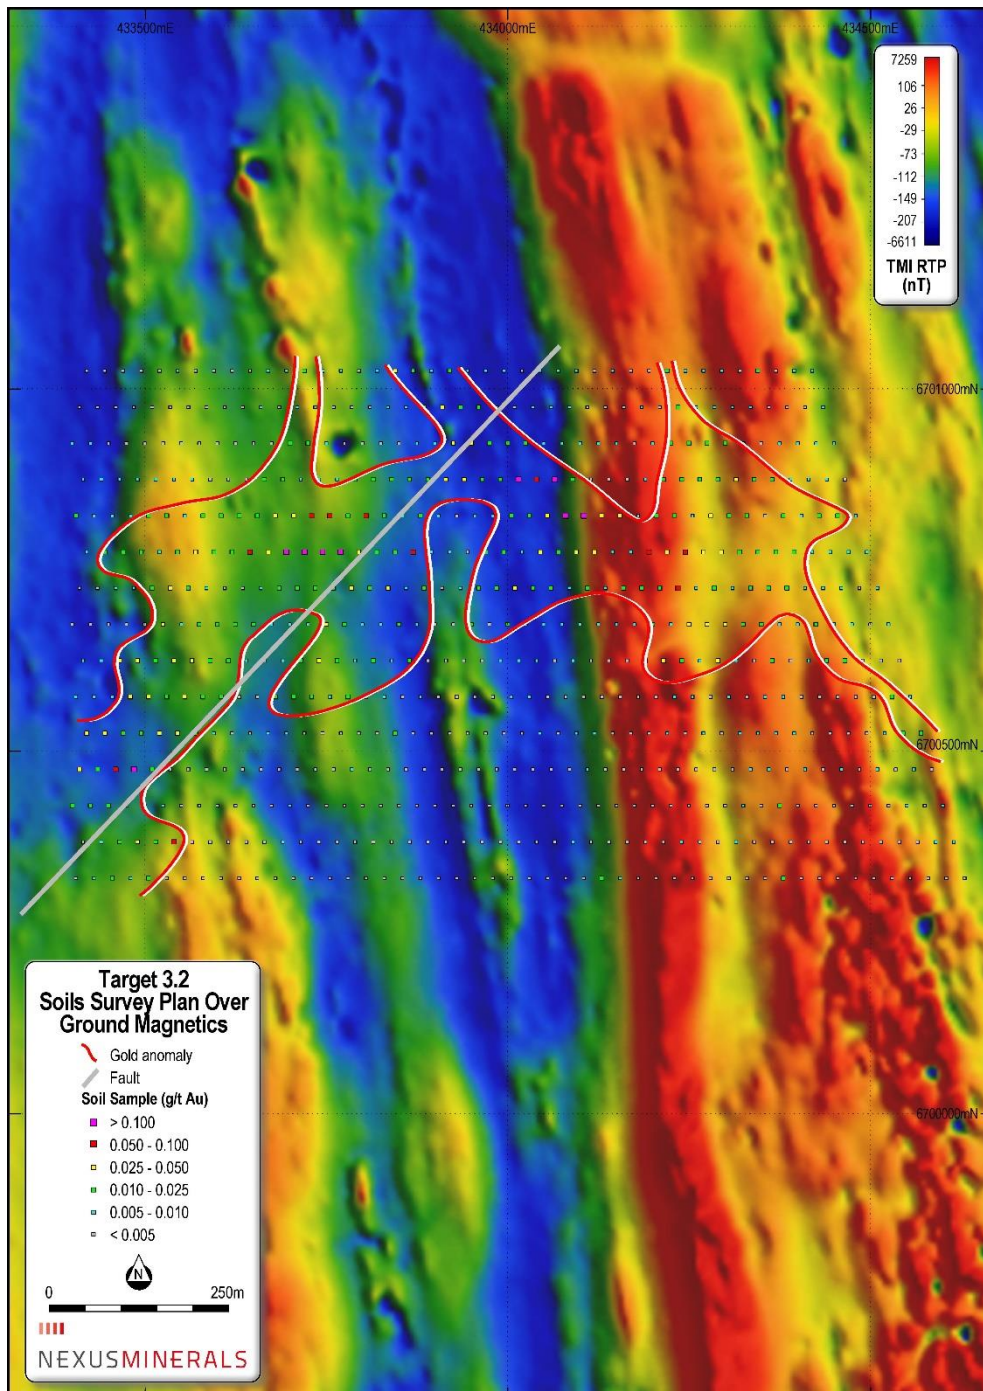 433500mE
434000mE
434500mE
7259
106
26
-29
-73
-112
-149
-207
-6611
TMI RTP
(nT)
6701000mN
6700500mN
6700000mN
Target 3.2
Soils Survey Plan Over
Ground Magnetics
Gold anomaly
Fault
Soil Sample (g/t Au)
> 0.100
0.050 - 0.100
0.025 - 0.050
0.010 - 0.025
0.005 - 0.010
< 0.005
N
0
250m
NEXUSMINERALS